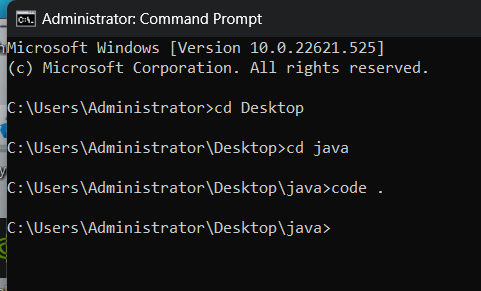 Administrator: Command Prompt
Microsoft Windows [Version 10.0.22621.525]
(c) Microsoft Corporation. All rights reserved.
C:\Users\Administrator>cd Desktop
C:\Users\Administrator\Desktop>cd java
C:\Users\Administrator\Desktop\java>code .
C:\Users\Administrator\Desktop\java>